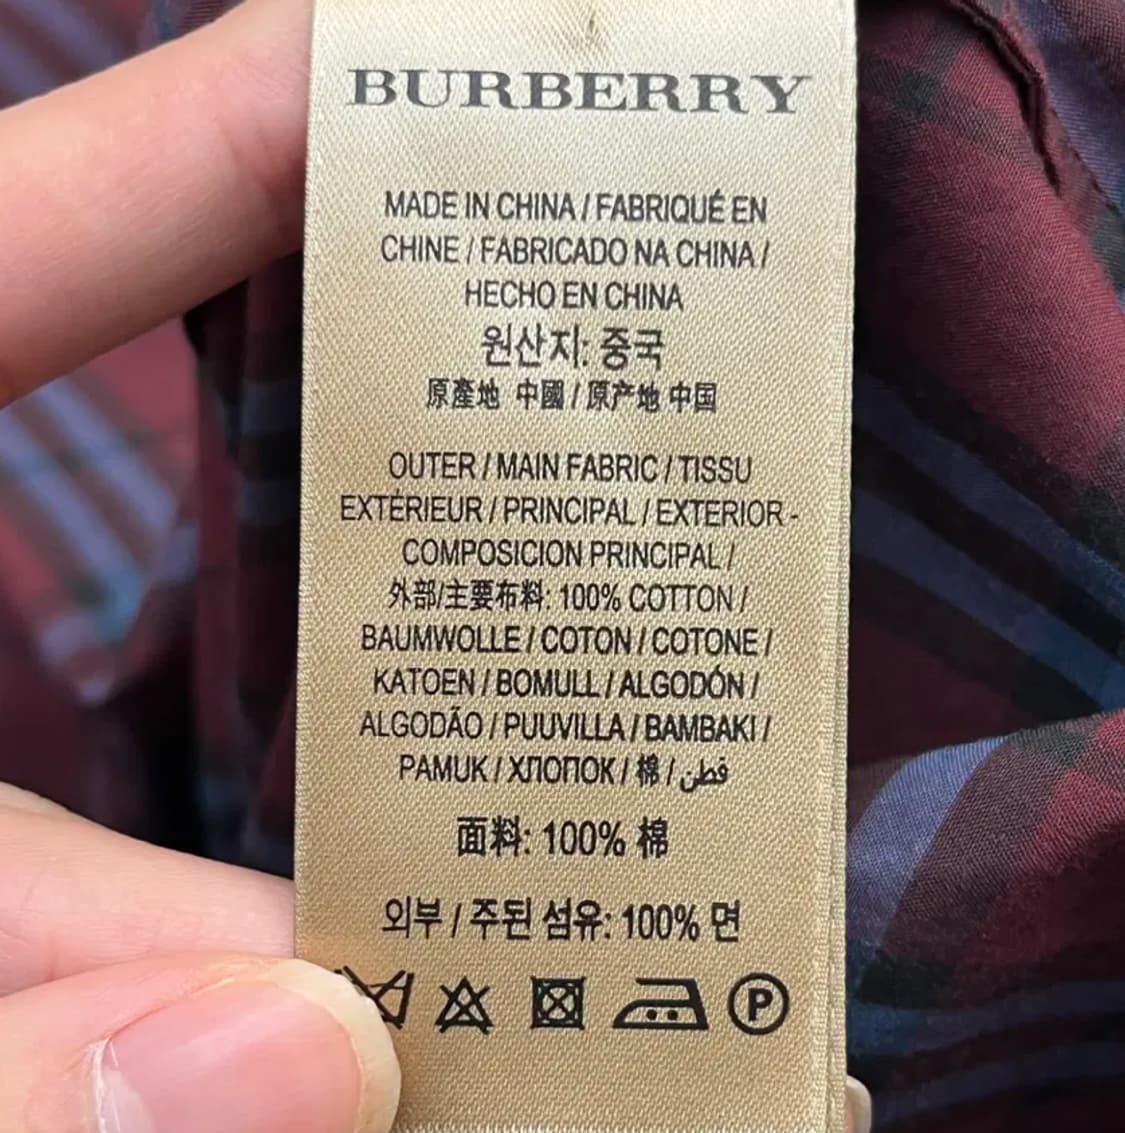 BURBERRY
MADE IN CHINA / FABRIQUÉ EN
CHINE / FABRICADO NA CHINA /
HECHO EN CHINA
원산지: 중국
原產地 中國 / 原产地 中国
OUTER / MAIN FABRIC / TISSU
EXTÉRIEUR / PRINCIPAL / EXTERIOR -
COMPOSICION PRINCIPAL /
外部/主要布料: 100% COTTON /
BAUMWOLLE / COTON / COTONE /
KATOEN / BOMULL / ALGODÓN /
ALGODÃO / PUUVILLA / BAMBAKI /
PAMUK / ХЛОПОК / 棉 / قطن
面料: 100% 棉
외부 / 주된 섬유: 100% 면
P